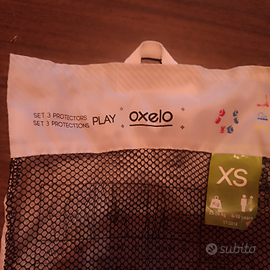 SET 3 PROTECTORS
SET 3 PROTECTIONS
PLAY
oxelo
XS
subito